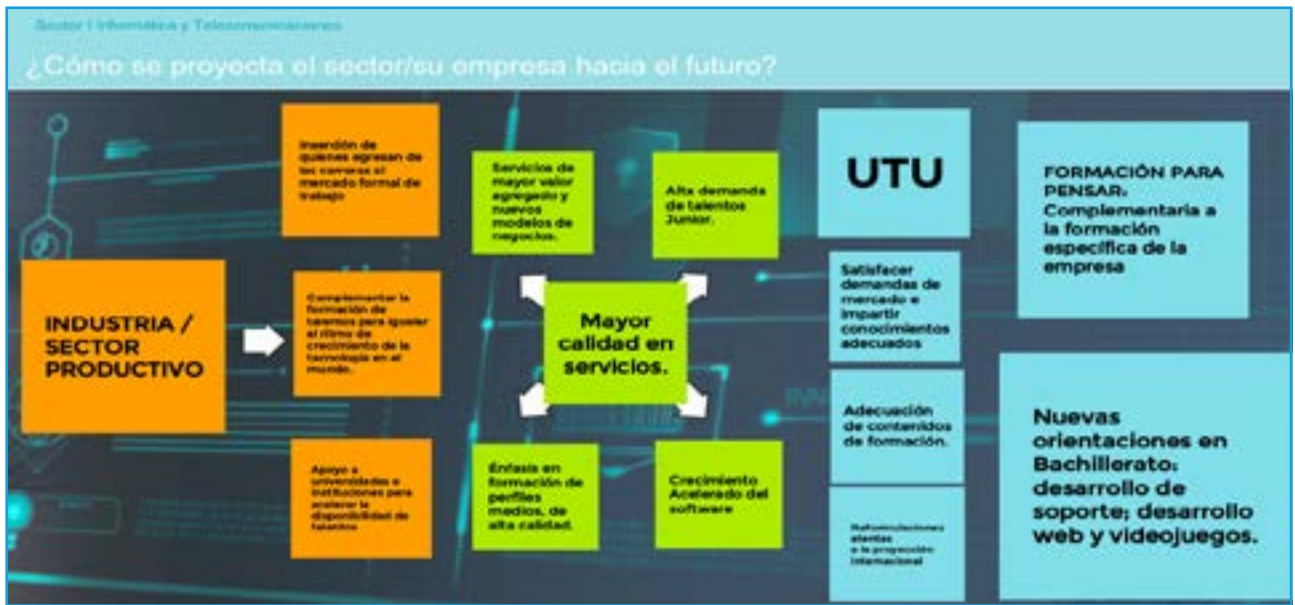 Sector | Informática y Telecomunicaciones
¿Cómo se proyecta el sector/su empresa hacia el futuro?
INDUSTRIA /
SECTOR
PRODUCTIVO
Inserción de
quienes egresan de
las carreras al
mercado formal de
trabajo
Complementar la
formación de
talentos para igualar
el ritmo de
crecimiento de la
tecnología en el
mundo.
Apoyo a
universidades e
instituciones para
acelerar la
disponibilidad de
talentos
Servicios de
mayor valor
agregado y
nuevos
modelos de
negocios.
Alta demanda
de talentos
Junior.
Mayor
calidad en
servicios.
Énfasis en
formación de
perfiles
medios, de
alta calidad.
Crecimiento
Acelerado del
software
UTU
Satisfacer
demandas de
mercado e
impartir
conocimientos
adecuados
Adecuación
de contenidos
de formación.
Reformulaciones
atentas
a la proyección
internacional
FORMACIÓN PARA
PENSAR.
Complementaria a
la formación
específica de la
empresa
Nuevas
orientaciones en
Bachillerato.
desarrollo de
soporte; desarrollo
web y videojuegos.